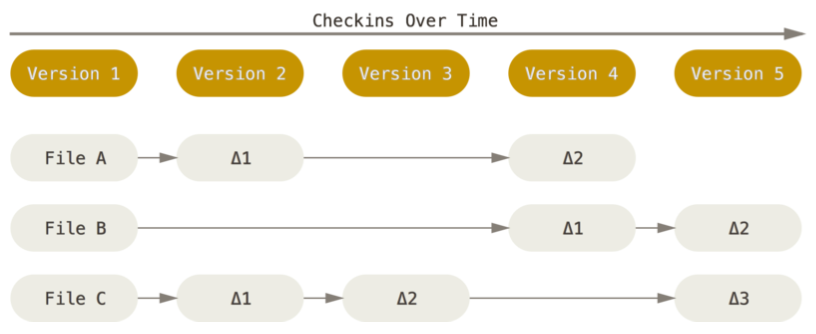 Checkins Over Time
Version 1 Version 2 Version 3 Version 4 Version 5
File A Δ1 Δ2
File B Δ1 Δ2
File C Δ1 Δ2 Δ3